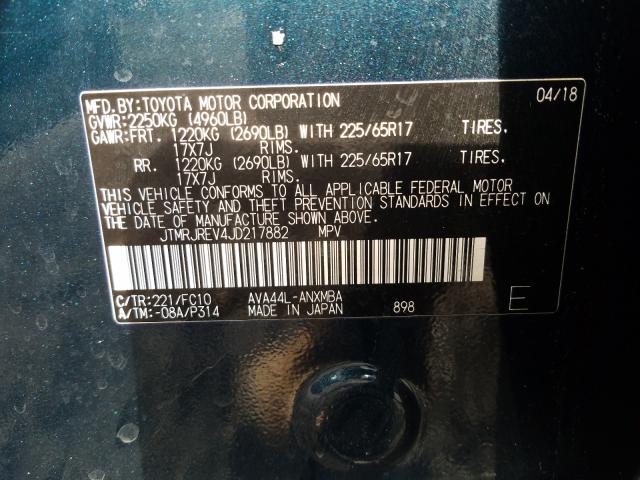 MFD.BY:TOYOTA MOTOR CORPORATION 04/18
GVWR:2250KG (4960LB)
GAWR:FRT. 1220KG (2690LB) WITH 225/65R17 TIRES.
17X7J RIMS.
RR. 1220KG (2690LB) WITH 225/65R17 TIRES.
17X7J RIMS.
THIS VEHICLE CONFORMS TO ALL APPLICABLE FEDERAL MOTOR
VEHICLE SAFETY AND THEFT PREVENTION STANDARDS IN EFFECT ON
THE DATE OF MANUFACTURE SHOWN ABOVE.
JTMRJREV4JD217882 MPV
C/TR:221/FC10 AVA44L-ANXMBA
A/TM:-08A/P314 MADE IN JAPAN 898 E